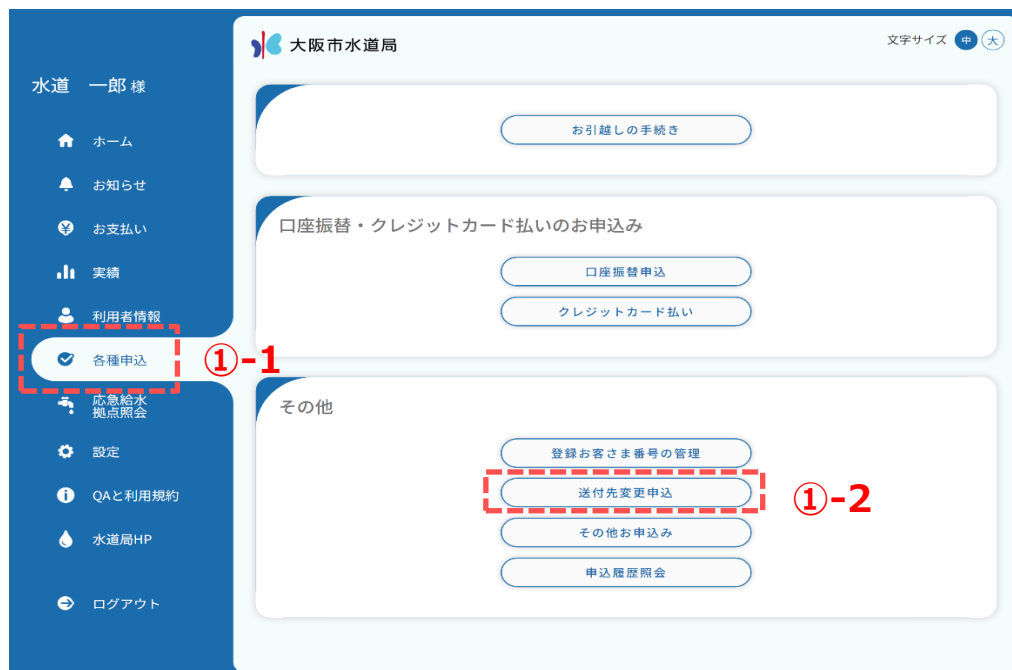 大阪市水道局
文字サイズ 中 大
水道 一郎 様
ホーム
お知らせ
お支払い
実績
利用者情報
各種申込
①-1
応急給水
拠点照会
設定
QAと利用規約
水道局HP
ログアウト
お引越しの手続き
口座振替・クレジットカード払いのお申込み
口座振替申込
クレジットカード払い
その他
登録お客さま番号の管理
送付先変更申込
①-2
その他お申込み
申込履歴照会